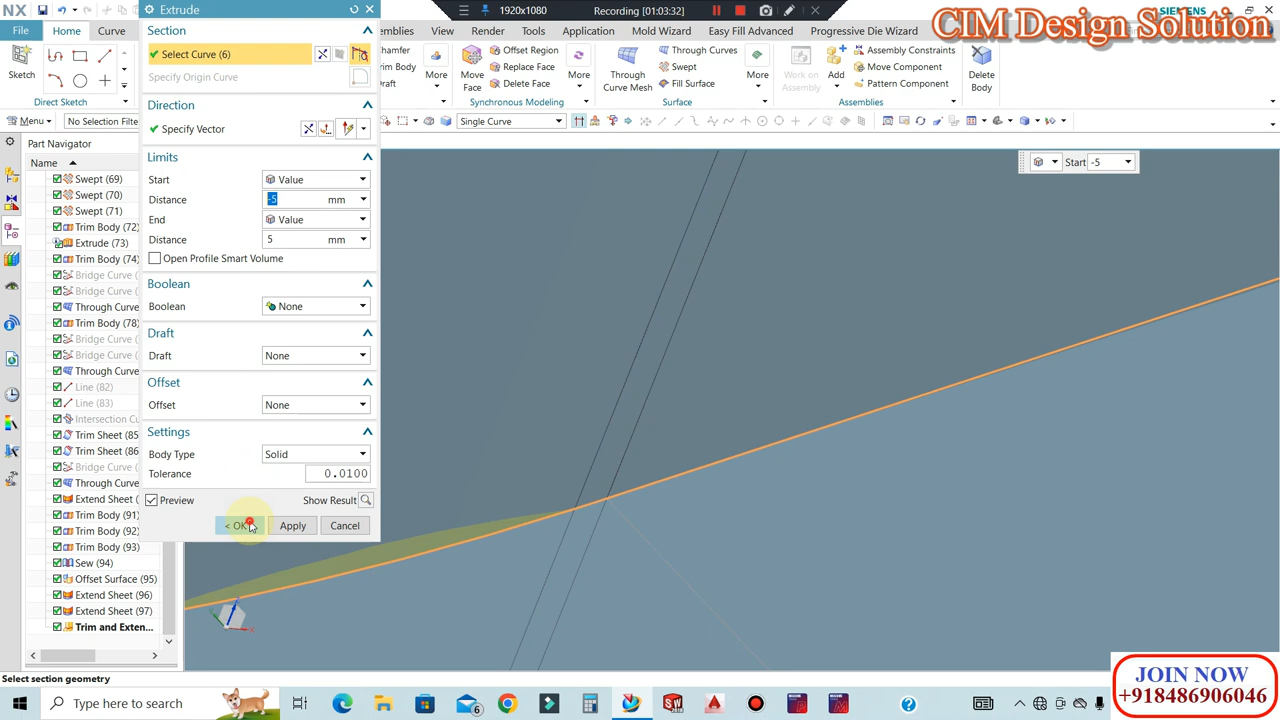 NX
Extrude
1920x1080
Recording [01:03:32]
SIEMENS
CIM Design Solution
File
Home
Curve
View
Render
Tools
Application
Mold Wizard
Easy Fill Advanced
Progressive Die Wizard
Sketch
Direct Sketch
More
Move Face
Offset Region
Replace Face
Delete Face
More
Synchronous Modeling
Through Curve Mesh
Through Curves
Swept
Fill Surface
More
Surface
Work on Assembly
Add
Assembly Constraints
Move Component
Pattern Component
Assemblies
Delete Body
Menu
No Selection Filter
Single Curve
Section
Select Curve (6)
Specify Origin Curve
Direction
Specify Vector
Limits
Start Value
Distance -5 mm
End Value
Distance 5 mm
Open Profile Smart Volume
Boolean
Boolean None
Draft
Draft None
Offset
Offset None
Settings
Body Type Solid
Tolerance 0.0100
Preview
Show Result
< OK
Apply
Cancel
Start -5
Part Navigator
Name
Swept (69)
Swept (70)
Swept (71)
Trim Body (72)
Extrude (73)
Trim Body (74)
Bridge Curve
Bridge Curve
Through Curve
Trim Body (78)
Bridge Curve
Bridge Curve
Through Curve
Line (82)
Line (83)
Intersection Cu
Trim Sheet (85
Trim Sheet (86
Bridge Curve
Through Curve
Extend Sheet (
Trim Body (91)
Trim Body (92)
Trim Body (93)
Sew (94)
Offset Surface (95)
Extend Sheet (96)
Extend Sheet (97)
Trim and Exten...
Select section geometry
Type here to search
6
JOIN NOW
+918486906046